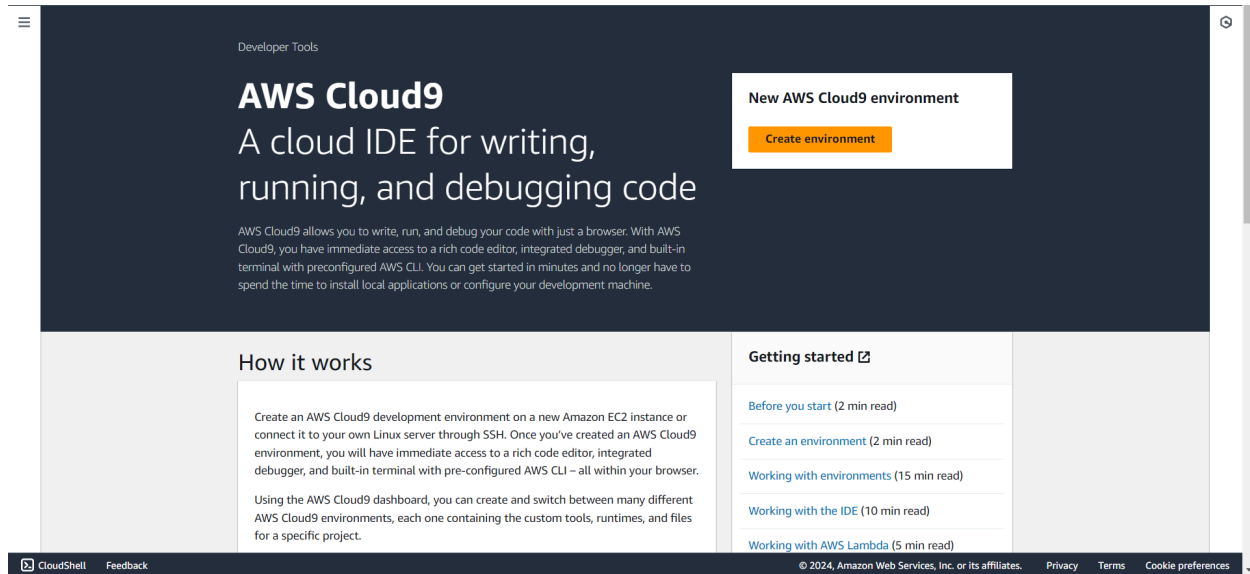 Developer Tools
AWS Cloud9
A cloud IDE for writing,
running, and debugging code
AWS Cloud9 allows you to write, run, and debug your code with just a browser. With AWS
Cloud9, you have immediate access to a rich code editor, integrated debugger, and built-in
terminal with preconfigured AWS CLI. You can get started in minutes and no longer have to
spend the time to install local applications or configure your development machine.
New AWS Cloud9 environment
Create environment
How it works
Create an AWS Cloud9 development environment on a new Amazon EC2 instance or
connect it to your own Linux server through SSH. Once you've created an AWS Cloud9
environment, you will have immediate access to a rich code editor, integrated
debugger, and built-in terminal with pre-configured AWS CLI – all within your browser.
Using the AWS Cloud9 dashboard, you can create and switch between many different
AWS Cloud9 environments, each one containing the custom tools, runtimes, and files
for a specific project.
Getting started
Before you start (2 min read)
Create an environment (2 min read)
Working with environments (15 min read)
Working with the IDE (10 min read)
Working with AWS Lambda (5 min read)
CloudShell Feedback © 2024, Amazon Web Services, Inc. or its affiliates. Privacy Terms Cookie preferences